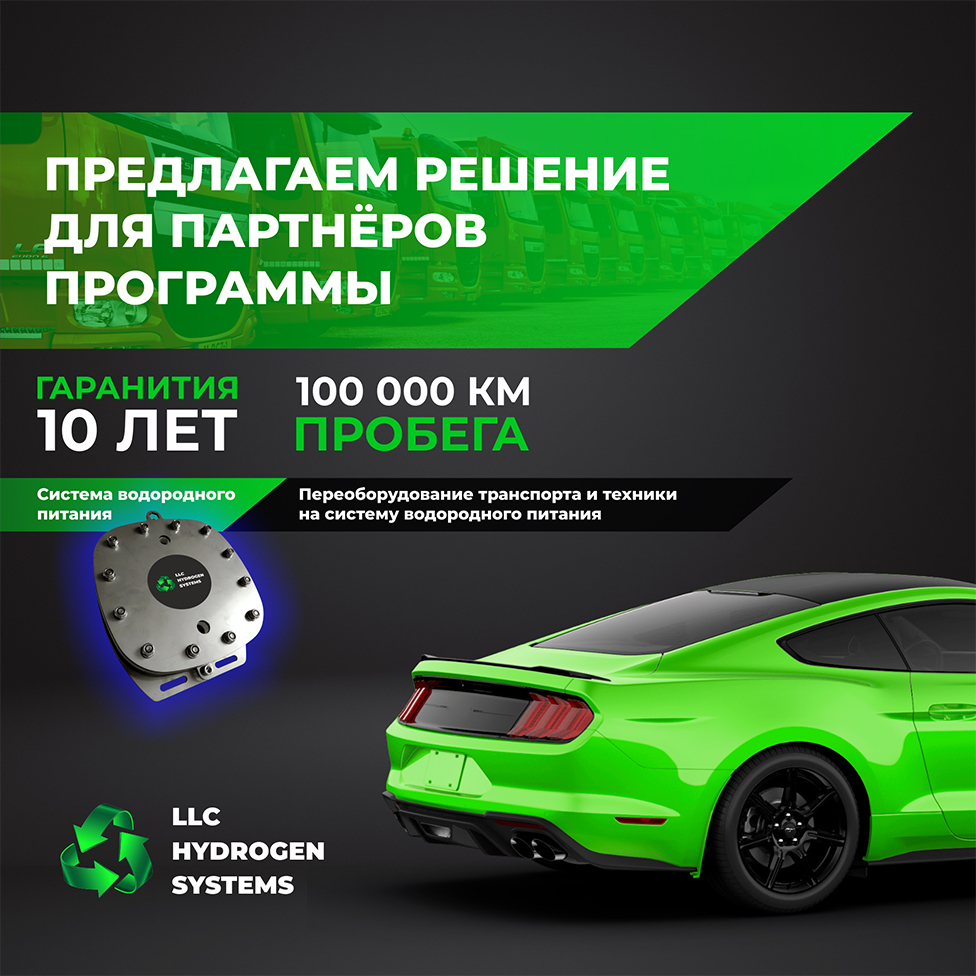 ПРЕДЛАГАЕМ РЕШЕНИЕ
ДЛЯ ПАРТНЁРОВ
ПРОГРАММЫ
ГАРАНИТИЯ
10 ЛЕТ
100 000 КМ
ПРОБЕГА
Система водородного
питания
Переоборудование транспорта и техники
на систему водородного питания
LLC
HYDROGEN
SYSTEMS
LLC
HYDROGEN
SYSTEMS